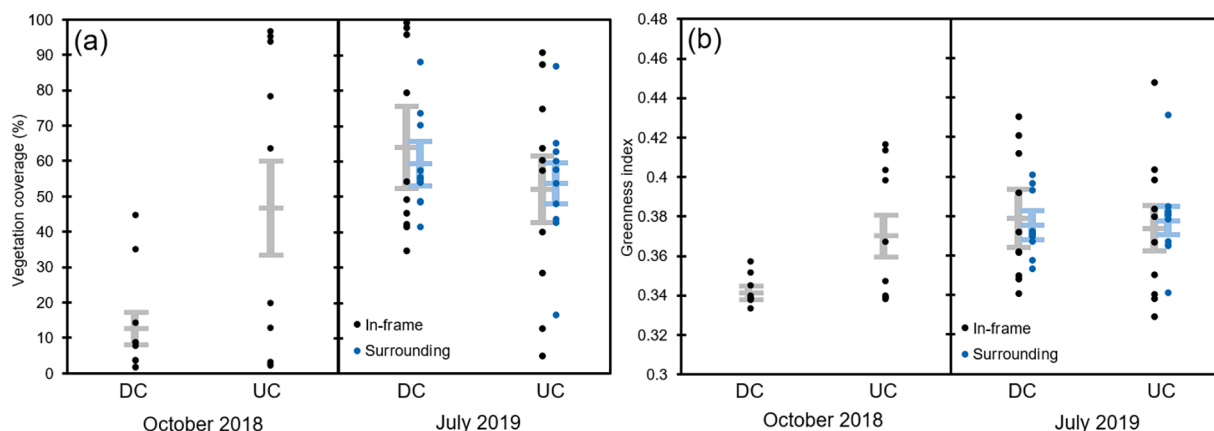 (a)
Vegetation coverage (%)
100
90
80
70
60
50
40
30
20
10
0
In-frame
Surrounding
DC
UC
DC
UC
October 2018
July 2019
(b)
Greenness index
0.48
0.46
0.44
0.42
0.4
0.38
0.36
0.34
0.32
0.3
In-frame
Surrounding
DC
UC
DC
UC
October 2018
July 2019